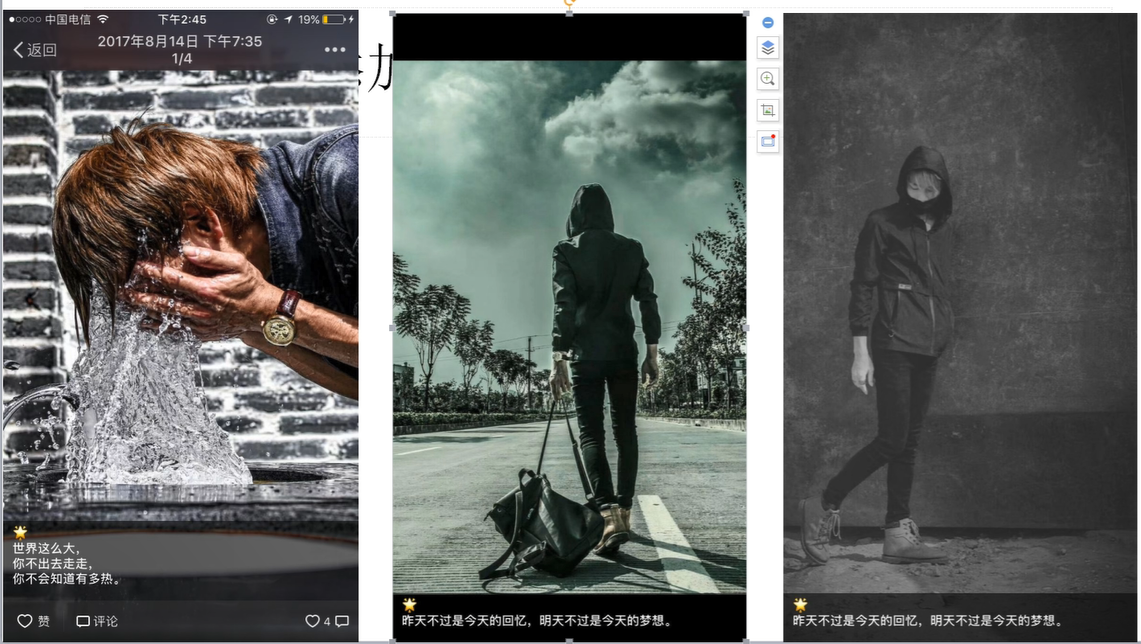 中国电信
下午2:45
19%
返回
2017年8月14日 下午7:35
1/4
加
世界这么大,
你不出去走走,
你不会知道有多热。
赞
评论
4
昨天不过是今天的回忆，明天不过是今天的梦想。
昨天不过是今天的回忆，明天不过是今天的梦想。